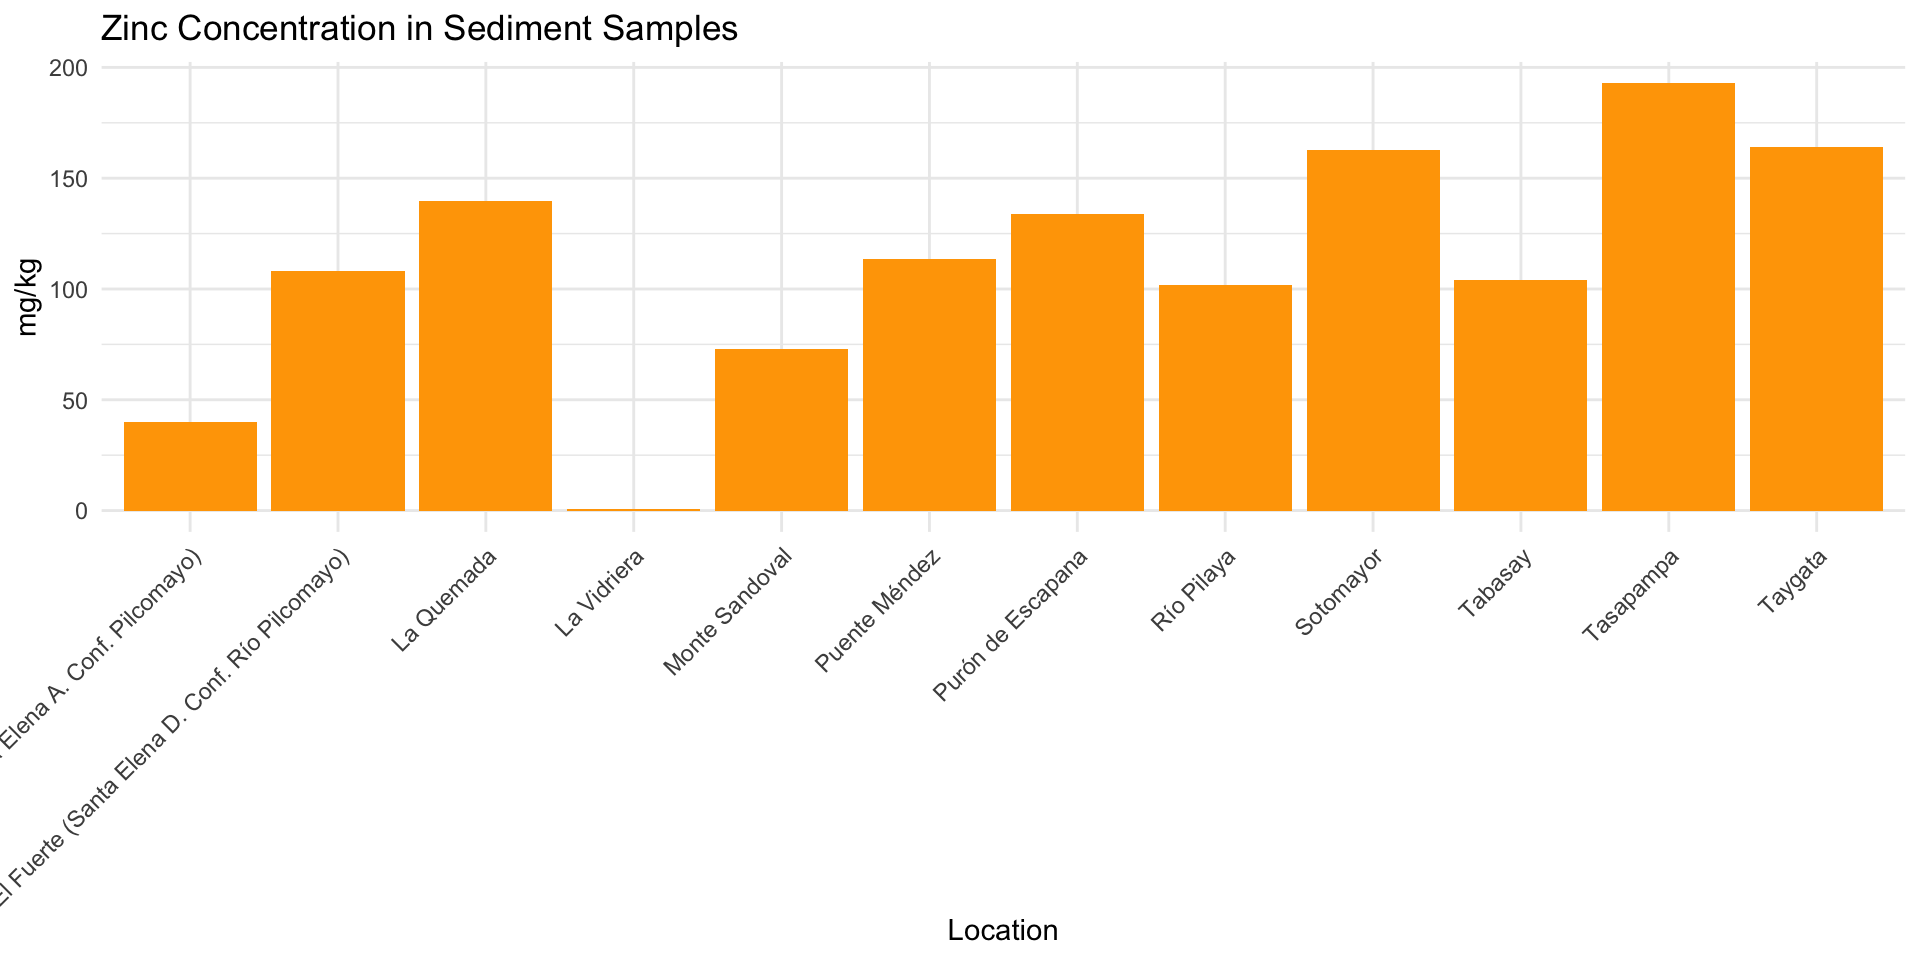 Zinc Concentration in Sediment Samples
mg/kg
200
150
100
50
0
Elena A. Conf. Pilcomayo)
El Fuerte (Santa Elena D. Conf. Río Pilcomayo)
La Quemada
La Vidriera
Monte Sandoval
Puente Méndez
Purón de Escapana
Río Pilaya
Sotomayor
Tabasay
Tasapampa
Taygata
Location